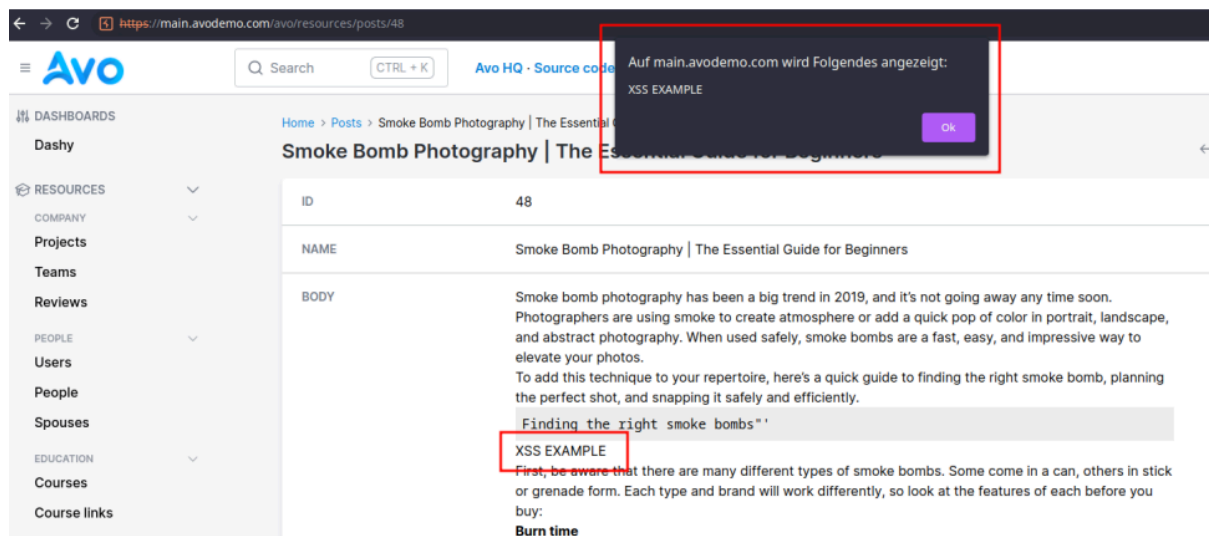 https://main.avodemo.com/avo/resources/posts/48
Avo
Search
CTRL + K
Avo HQ · Source code
Auf main.avodemo.com wird Folgendes angezeigt:
XSS EXAMPLE
Ok
DASHBOARDS
Dashy
RESOURCES
COMPANY
Projects
Teams
Reviews
PEOPLE
Users
People
Spouses
EDUCATION
Courses
Course links
Home > Posts > Smoke Bomb Photography | The Essential
Smoke Bomb Photography | The Essential Guide for Beginners
ID
48
NAME
Smoke Bomb Photography | The Essential Guide for Beginners
BODY
Smoke bomb photography has been a big trend in 2019, and it's not going away any time soon.
Photographers are using smoke to create atmosphere or add a quick pop of color in portrait, landscape,
and abstract photography. When used safely, smoke bombs are a fast, easy, and impressive way to
elevate your photos.
To add this technique to your repertoire, here's a quick guide to finding the right smoke bomb, planning
the perfect shot, and snapping it safely and efficiently.
Finding the right smoke bombs"'
XSS EXAMPLE
First, be aware that there are many different types of smoke bombs. Some come in a can, others in stick
or grenade form. Each type and brand will work differently, so look at the features of each before you
buy:
Burn time